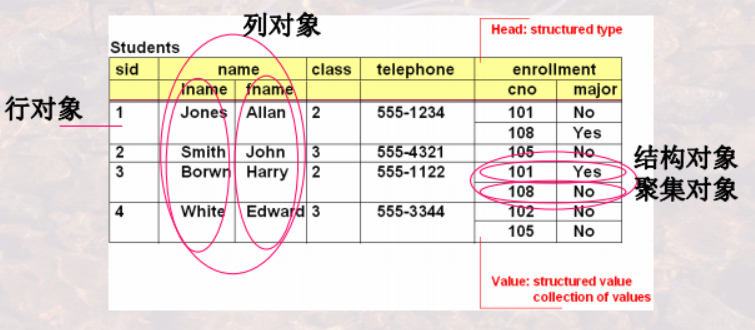 列对象
Head: structured type
Students
sid name class telephone enrollment
lname fname cno major
行对象
1 Jones Allan 2 555-1234 101 No
108 Yes
2 Smith John 3 555-4321 105 No
结构对象
3 Borwn Harry 2 555-1122 101 Yes
聚集对象
108 No
4 White Edward 3 555-3344 102 No
105 No
Value: structured value
collection of values